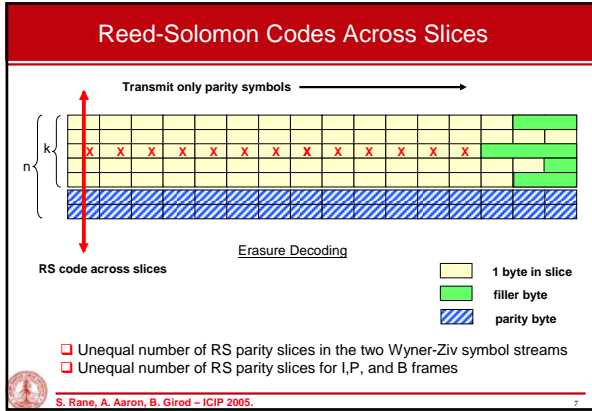 Reed-Solomon Codes Across Slices
Transmit only parity symbols
n
k
X X X X X X X X X X X X X
Erasure Decoding
RS code across slices
1 byte in slice
filler byte
parity byte
Unequal number of RS parity slices in the two Wyner-Ziv symbol streams
Unequal number of RS parity slices for I,P, and B frames
S. Rane, A. Aaron, B. Girod – ICIP 2005.
7